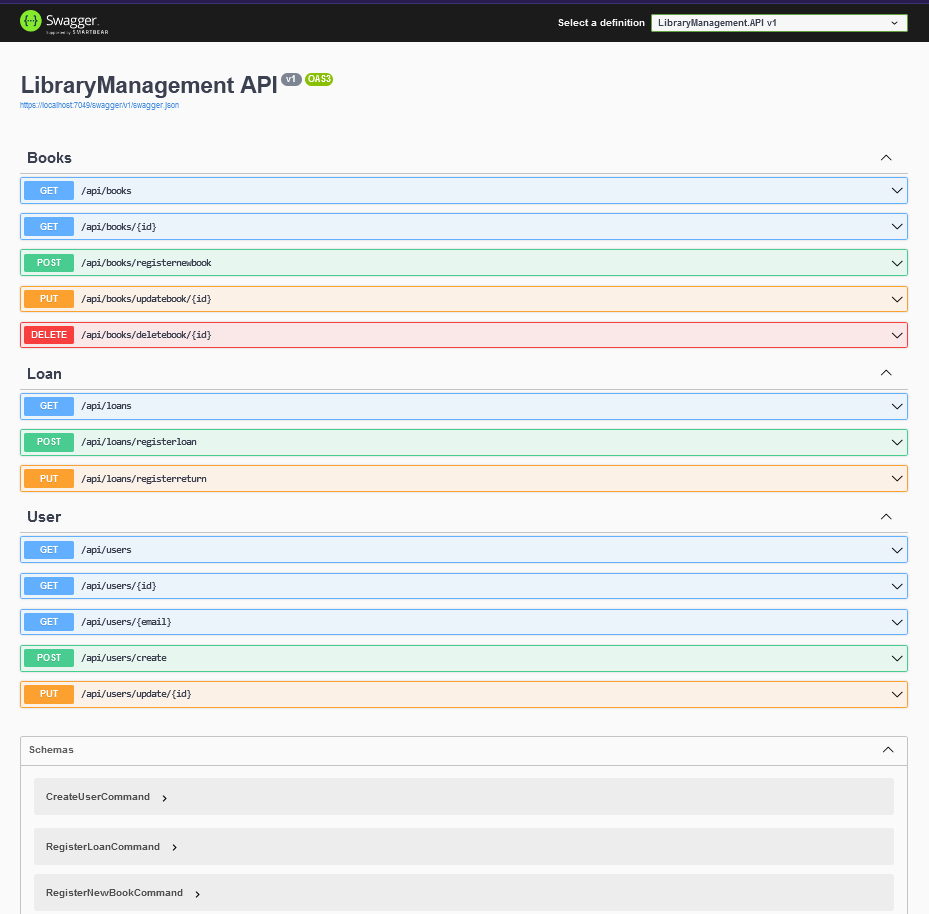 Swagger.
Supported by SMARTBEAR
Select a definition
LibraryManagement.API v1
LibraryManagement API v1 OAS3
https://localhost:7049/swagger/v1/swagger.json
Books
GET /api/books
GET /api/books/{id}
POST /api/books/registernewbook
PUT /api/books/updatebook/{id}
DELETE /api/books/deletebook/{id}
Loan
GET /api/loans
POST /api/loans/registerloan
PUT /api/loans/registerreturn
User
GET /api/users
GET /api/users/{id}
GET /api/users/{email}
POST /api/users/create
PUT /api/users/update/{id}
Schemas
CreateUserCommand
RegisterLoanCommand
RegisterNewBookCommand